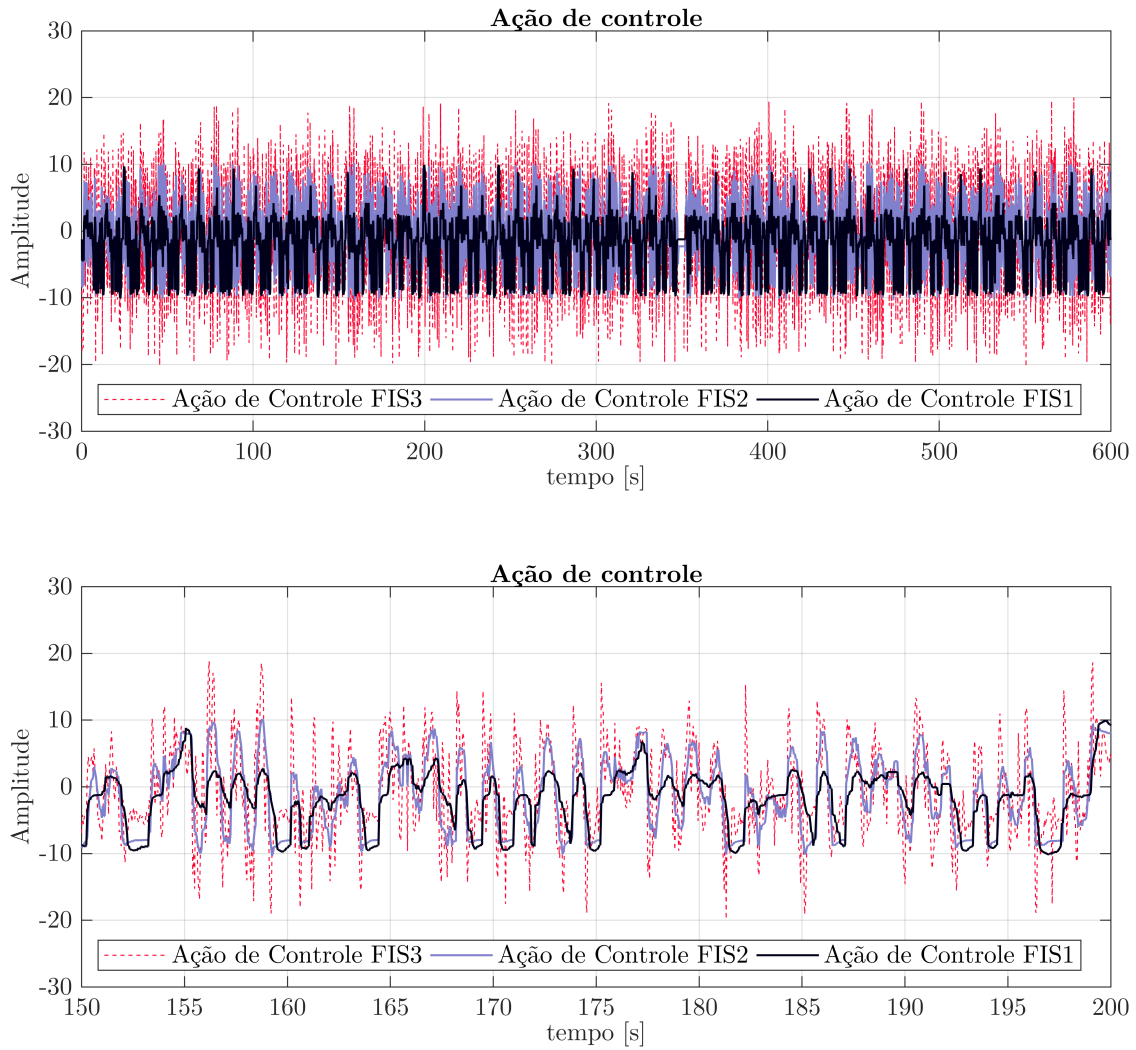 Ação de controle
30
20
10
0
-10
-20
-30
Amplitude
Ação de Controle FIS3 Ação de Controle FIS2 Ação de Controle FIS1
0 100 200 300 400 500 600
tempo [s]
Ação de controle
30
20
10
0
-10
-20
-30
Amplitude
Ação de Controle FIS3 Ação de Controle FIS2 Ação de Controle FIS1
150 155 160 165 170 175 180 185 190 195 200
tempo [s]